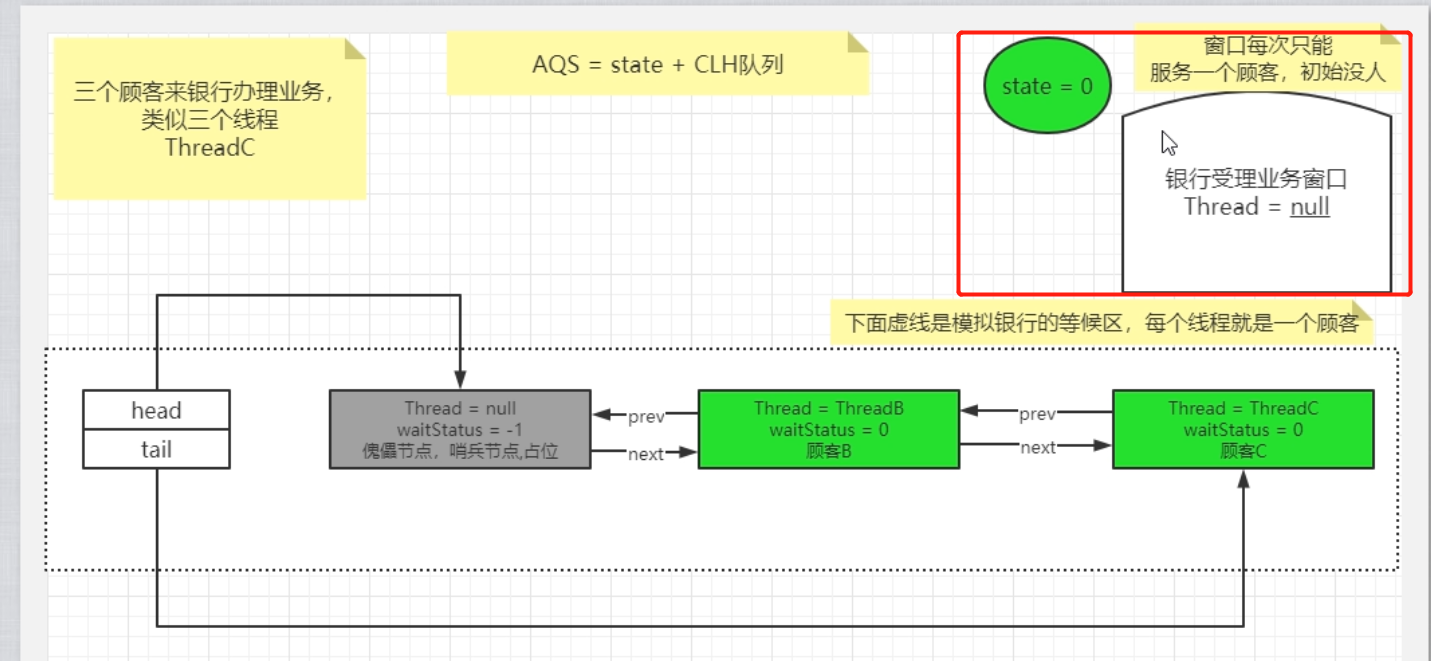 三个顾客来银行办理业务，
类似三个线程
ThreadC
AQS = state + CLH队列
state = 0
窗口每次只能
服务一个顾客，初始没人
银行受理业务窗口
Thread = null
下面虚线是模拟银行的等候区，每个线程就是一个顾客
head
tail
Thread = null
waitStatus = -1
傀儡节点，哨兵节点,占位
prev
next
Thread = ThreadB
waitStatus = 0
顾客B
prev
next
Thread = ThreadC
waitStatus = 0
顾客C